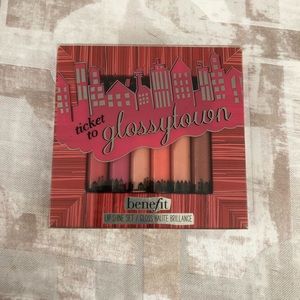 ticket
to
glossytown
benefit
LIP SHINE SET / GLOSS HAUTE BRILLANCE